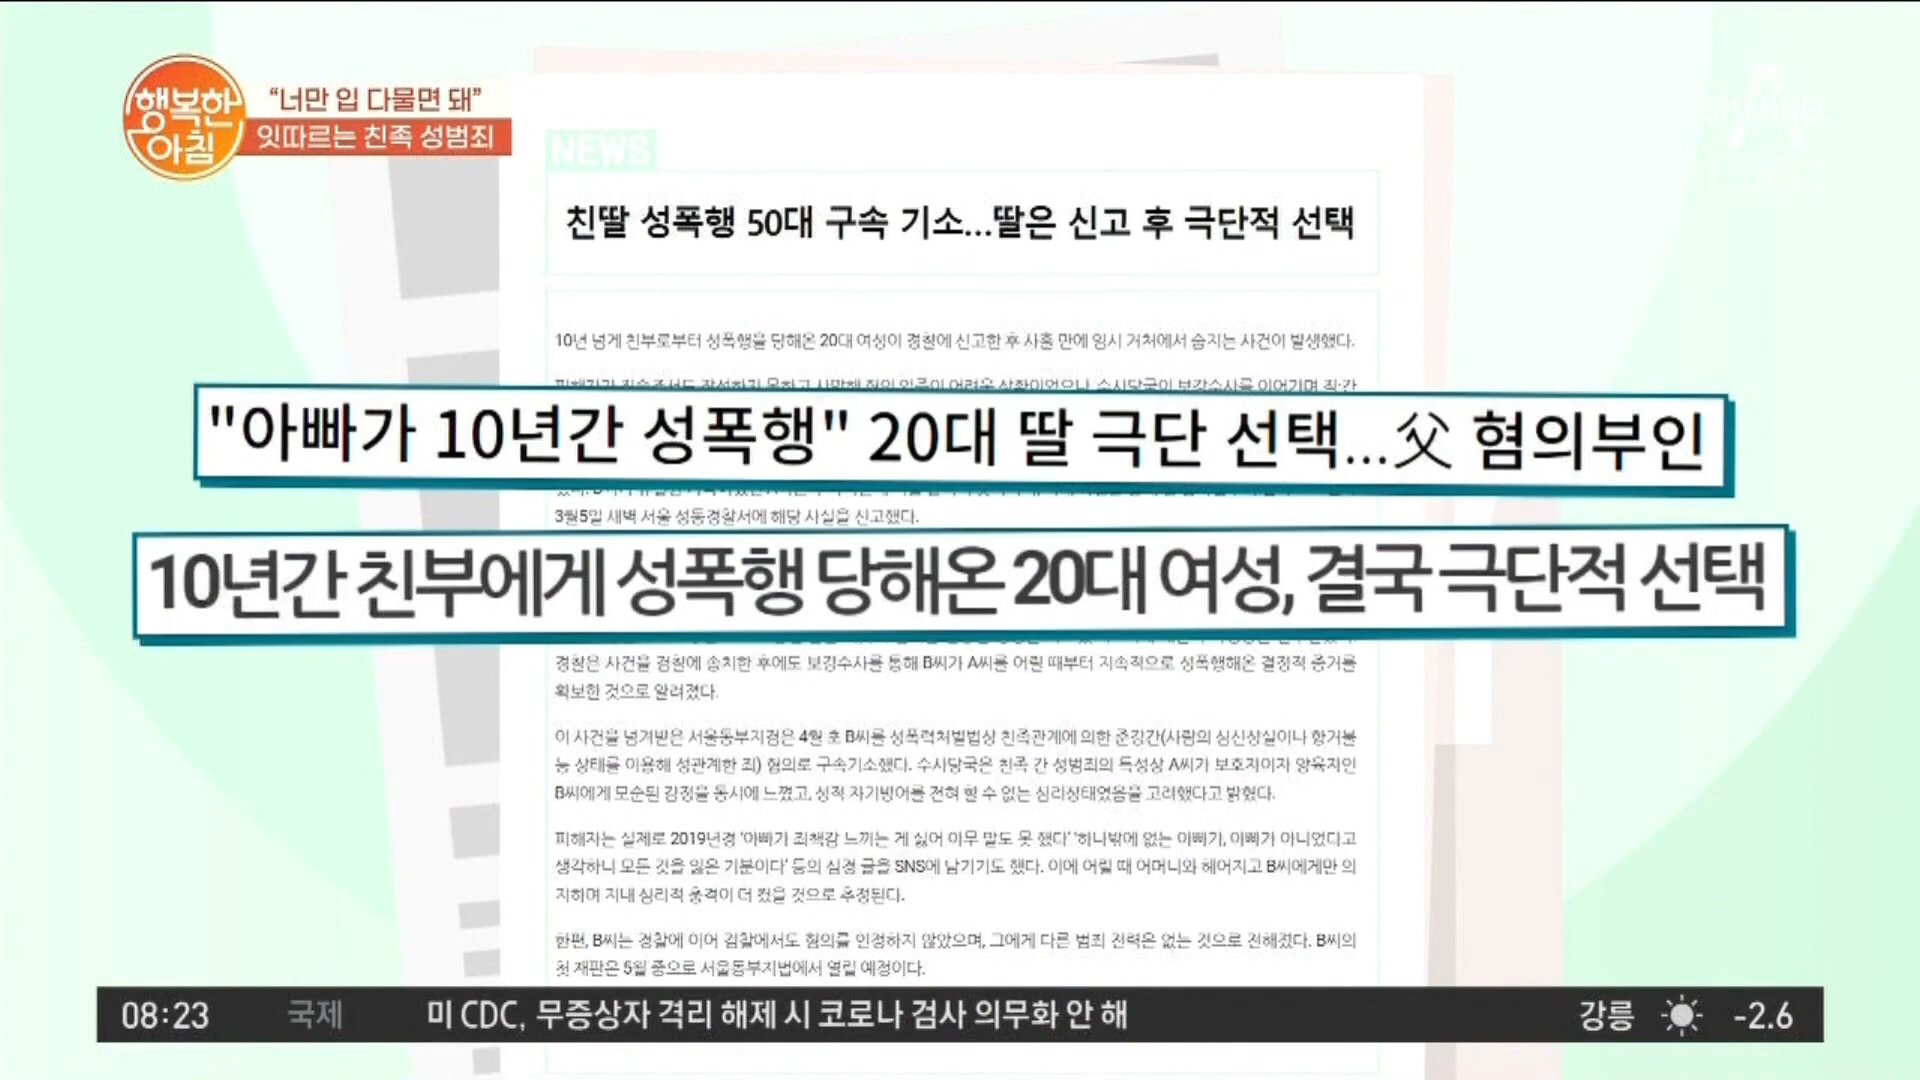 행복한
아침
“너만 입 다물면 돼”
잇따르는 친족 성범죄
CHANNEL A
NEWS
친딸 성폭행 50대 구속 기소...딸은 신고 후 극단적 선택
10년 넘게 친부로부터 성폭행을 당해온 20대 여성이 경찰에 신고한 후 사흘 만에 임시 거처에서 숨지는 사건이 발생했다.
"아빠가 10년간 성폭행" 20대 딸 극단 선택...父 혐의부인
3월5일 새벽 서울 성동경찰서에 해당 사실을 신고했다.
10년간 친부에게 성폭행 당해온 20대 여성, 결국 극단적 선택
경찰은 사건을 검찰에 송치한 후에도 보강수사를 통해 B씨가 A씨를 어릴 때부터 지속적으로 성폭행해온 결정적 증거를
확보한 것으로 알려졌다.
이 사건을 넘겨받은 서울동부지검은 4월 초 B씨를 성폭력처벌법상 친족관계에 의한 준강간(사람의 심신상실이나 항거불
능 상태를 이용해 성관계한 죄) 혐의로 구속기소했다. 수사당국은 친족 간 성범죄의 특성상 A씨가 보호자이자 양육자인
B씨에게 모순된 감정을 동시에 느꼈고, 성적 자기방어를 전혀 할 수 없는 심리상태였음을 고려했다고 밝혔다.
피해자는 실제로 2019년경 '아빠가 죄책감 느끼는 게 싫어 아무 말도 못 했다' '하나밖에 없는 아빠가, 아빠가 아니었다고
생각하니 모든 것을 잃은 기분이다' 등의 심경 글을 SNS에 남기기도 했다. 이에 어릴 때 어머니와 헤어지고 B씨에게만 의
지하며 지내 심리적 충격이 더 컸을 것으로 추정된다.
한편, B씨는 경찰에 이어 검찰에서도 혐의를 인정하지 않았으며, 그에게 다른 범죄 전력은 없는 것으로 전해졌다. B씨의
첫 재판은 5월 중으로 서울동부지법에서 열릴 예정이다.
08:23 국제 미 CDC, 무증상자 격리 해제 시 코로나 검사 의무화 안 해 강릉 -2.6